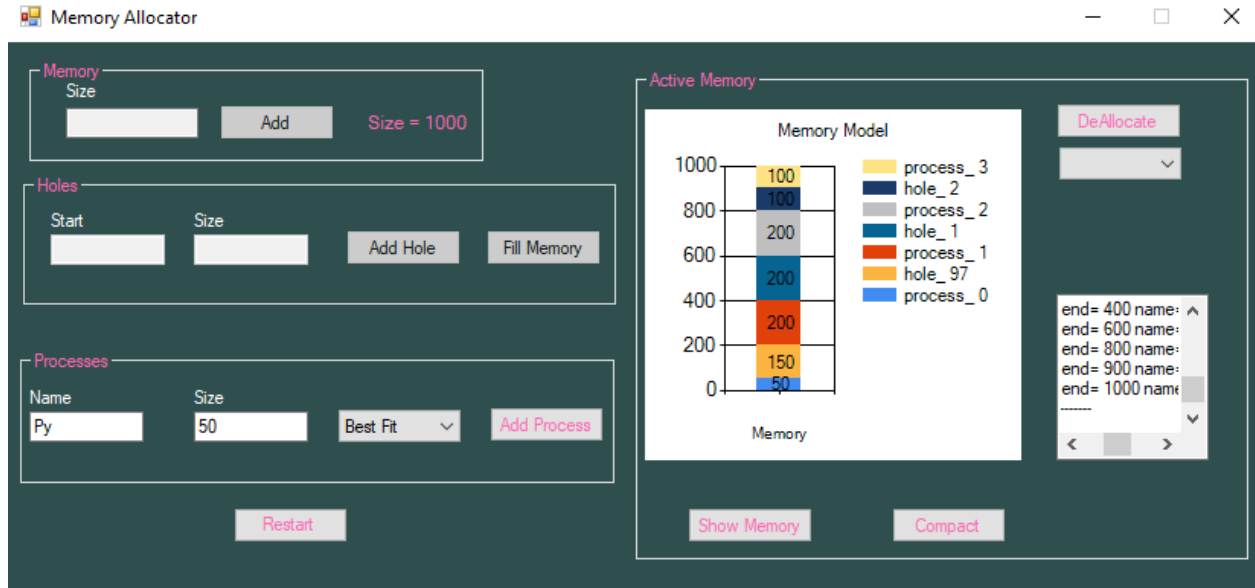 Memory Allocator
Memory
Size
Add
Size = 1000
Holes
Start
Size
Add Hole
Fill Memory
Processes
Name
Size
Py
50
Best Fit
Add Process
Restart
Active Memory
Memory Model
1000
800
600
400
200
0
100
100
200
200
200
150
50
Memory
process_ 3
hole_ 2
process_ 2
hole_ 1
process_ 1
hole_ 97
process_ 0
DeAllocate
end= 400 name:
end= 600 name:
end= 800 name:
end= 900 name:
end= 1000 name
-------
Show Memory
Compact